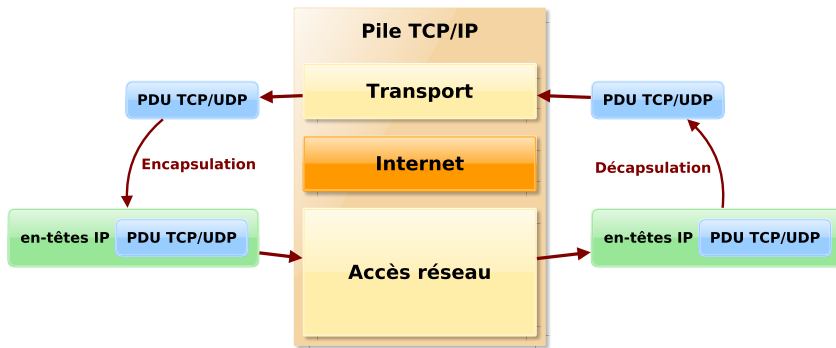 Pile TCP/IP
Transport
PDU TCP/UDP
PDU TCP/UDP
Encapsulation
Internet
Décapsulation
en-têtes IP PDU TCP/UDP
Accès réseau
en-têtes IP PDU TCP/UDP